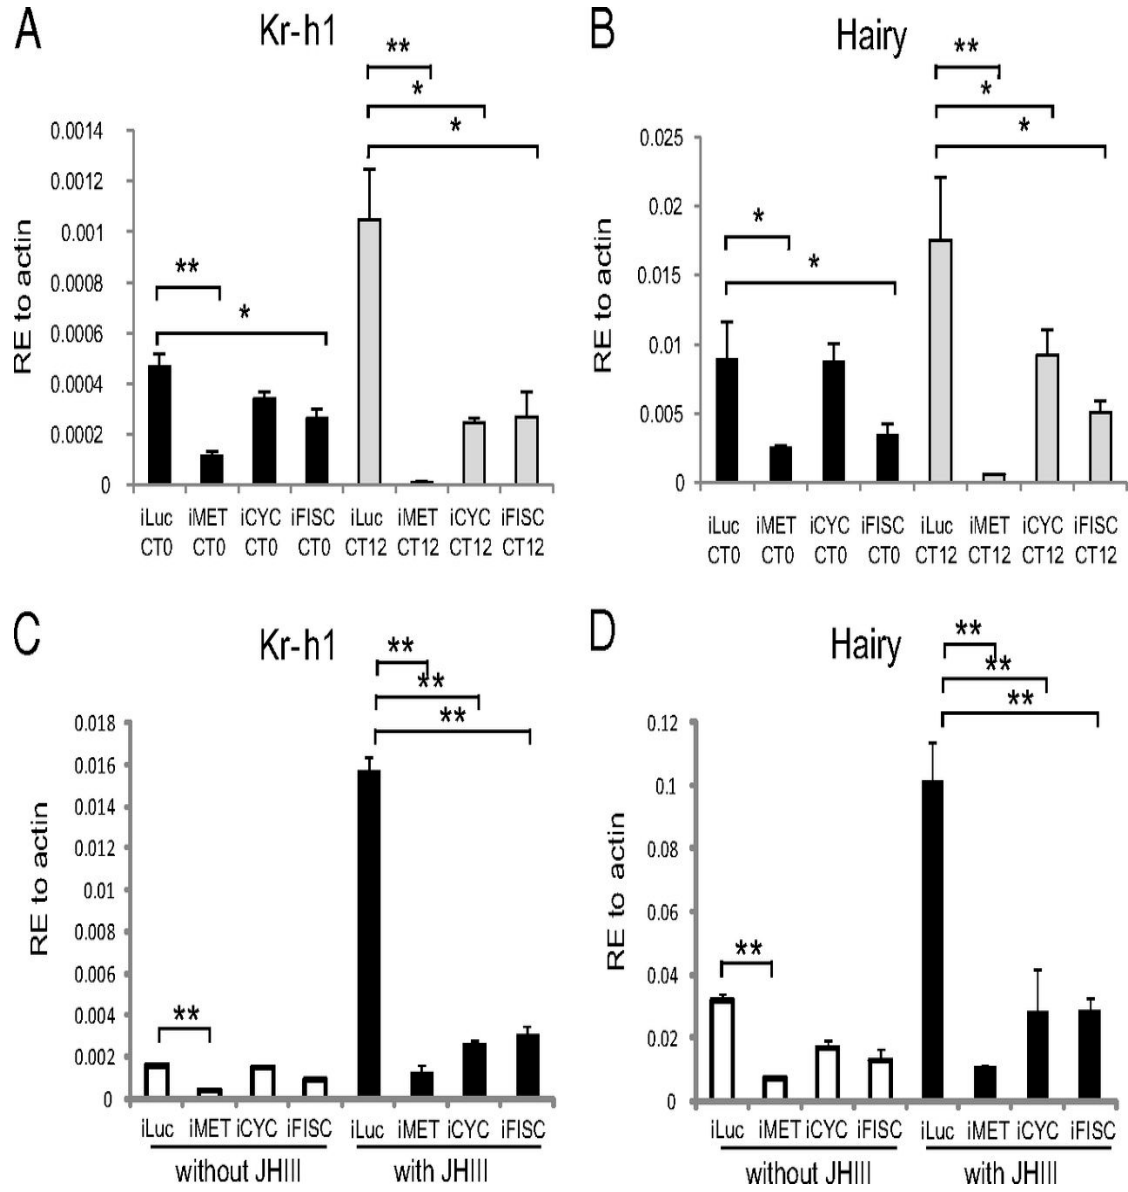 A
Kr-h1
**
*
*
**
*
RE to actin
0.0014
0.0012
0.001
0.0008
0.0006
0.0004
0.0002
0
iLuc iMET iCYC iFISC iLuc iMET iCYC iFISC
CT0 CT0 CT0 CT0 CT12 CT12 CT12 CT12
B
Hairy
**
*
*
*
*
RE to actin
0.025
0.02
0.015
0.01
0.005
0
iLuc iMET iCYC iFISC iLuc iMET iCYC iFISC
CT0 CT0 CT0 CT0 CT12 CT12 CT12 CT12
C
Kr-h1
**
**
**
**
RE to actin
0.018
0.016
0.014
0.012
0.01
0.008
0.006
0.004
0.002
0
iLuc iMET iCYC iFISC iLuc iMET iCYC iFISC
without JHIII with JHIII
D
Hairy
**
**
**
**
RE to actin
0.12
0.1
0.08
0.06
0.04
0.02
0
iLuc iMET iCYC iFISC iLuc iMET iCYC iFISC
without JHIII with JHIII